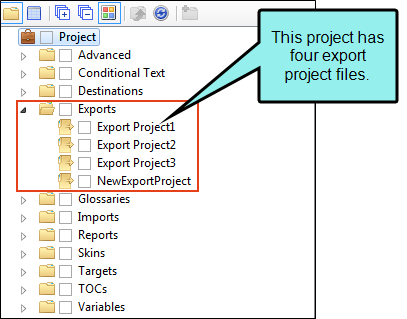 Project
Advanced
Conditional Text
Destinations
Exports
Export Project1
Export Project2
Export Project3
NewExportProject
Glossaries
Imports
Reports
Skins
Targets
TOCs
Variables
This project has
four export
project files.